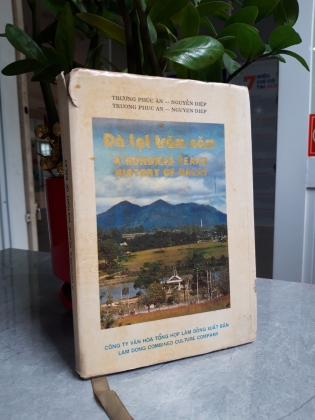 TRƯƠNG PHÚC ÂN — NGUYỄN DIỆP
TRUONG PHUC AN — NGUYEN DIEP
Đà lạt trăm năm
A HUNDRED YEARS
HISTORY OF DALAT
CÔNG TY VĂN HÓA TỔNG HỢP LÂM ĐỒNG XUẤT BẢN
LAM DONG COMBINED CULTURE COMPANY